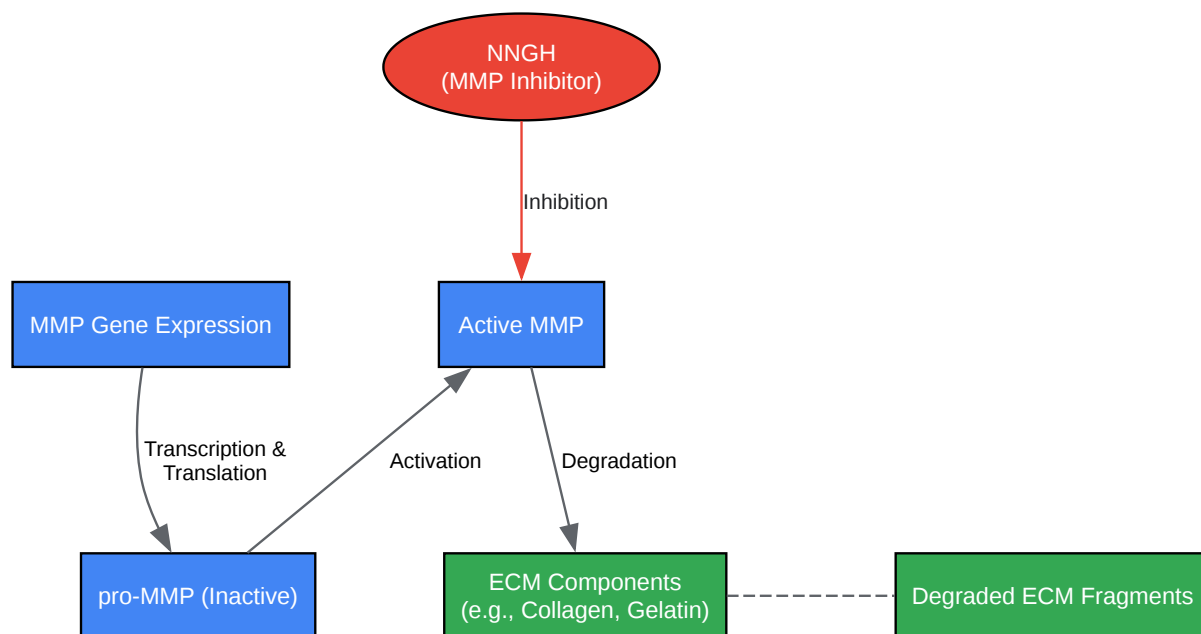 NNGH
(MMP Inhibitor)
Inhibition
MMP Gene Expression
Active MMP
Transcription &
Translation
Activation
Degradation
pro-MMP (Inactive)
ECM Components
(e.g., Collagen, Gelatin)
Degraded ECM Fragments